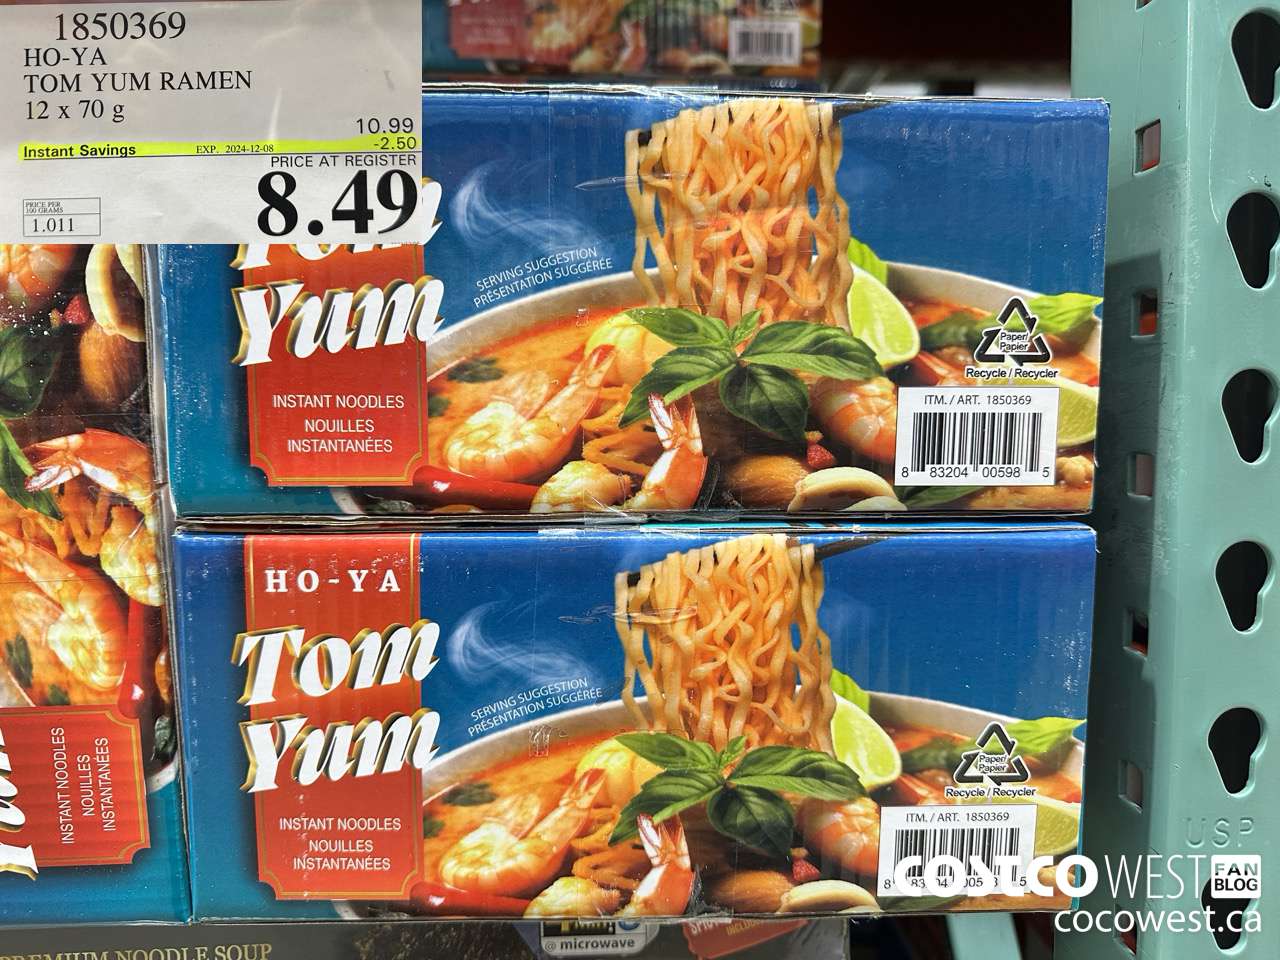 1850369
HO-YA
TOM YUM RAMEN
12 x 70 g
10.99
Instant Savings EXP. 2024-12-08 -2.50
PRICE AT REGISTER
8.49
PRICE PER
100 GRAMS
1.011
Tom
Yum
SERVING SUGGESTION
PRÉSENTATION SUGGÉRÉE
INSTANT NOODLES
NOUILLES
INSTANTANÉES
Paper/
Papier
Recycle / Recycler
ITM. / ART. 1850369
8 83204 00598 5
HO-YA
Tom
Yum
SERVING SUGGESTION
PRÉSENTATION SUGGÉRÉE
INSTANT NOODLES
NOUILLES
INSTANTANÉES
Paper/
Papier
Recycle / Recycler
ITM. / ART. 1850369
INSTANT NOODLES
NOUILLES
INSTANTANÉES
USP
COSTCO WEST FAN BLOG
cocowest.ca
PREMIUM NOODLE SOUP
@ microwave